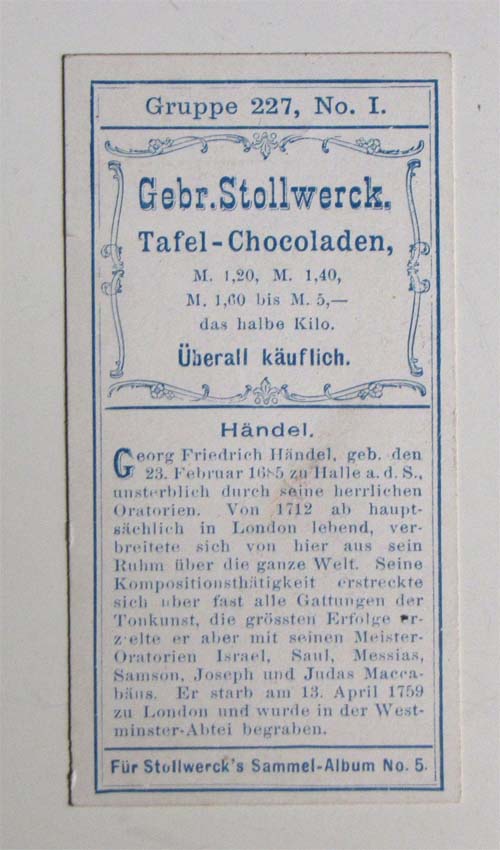 Gruppe 227, No. I.
Gebr. Stollwerck.
Tafel-Chocoladen,
M. 1,20, M. 1,40,
M. 1,60 bis M. 5,—
das halbe Kilo.
Überall käuflich.
Händel.
Georg Friedrich Händel, geb. den
23. Februar 1685 zu Halle a. d. S.,
unsterblich durch seine herrlichen
Oratorien. Von 1712 ab haupt-
sächlich in London lebend, ver-
breitete sich von hier aus sein
Ruhm über die ganze Welt. Seine
Kompositionsthätigkeit erstreckte
sich über fast alle Gattungen der
Tonkunst, die grössten Erfolge er-
zielte er aber mit seinen Meister-
Oratorien Israel, Saul, Messias,
Samson, Joseph und Judas Macca-
bäus. Er starb am 13. April 1759
zu London und wurde in der West-
minster-Abtei begraben.
Für Stollwerck's Sammel-Album No. 5.